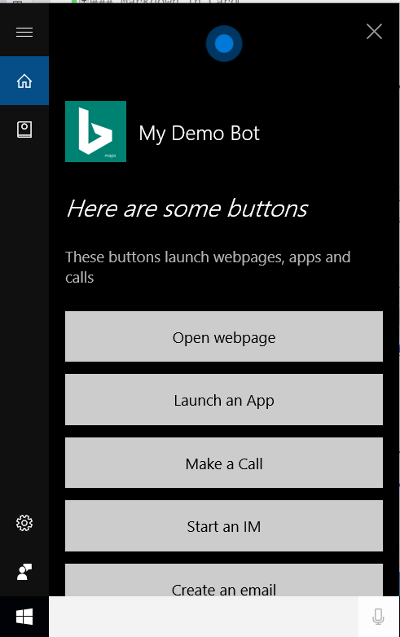 My Demo Bot
Here are some buttons
These buttons launch webpages, apps and
calls
Open webpage
Launch an App
Make a Call
Start an IM
Create an email